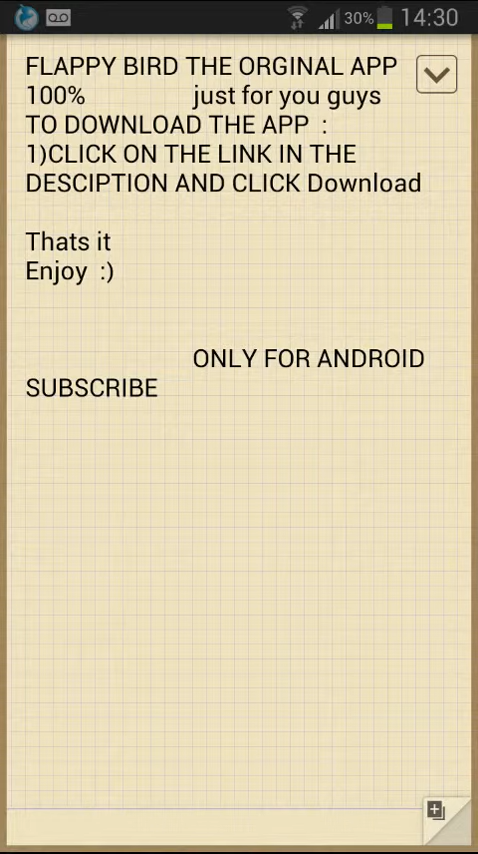 30% 14:30
FLAPPY BIRD THE ORGINAL APP
100% just for you guys
TO DOWNLOAD THE APP :
1)CLICK ON THE LINK IN THE
DESCIPTION AND CLICK Download
Thats it
Enjoy :)
ONLY FOR ANDROID
SUBSCRIBE